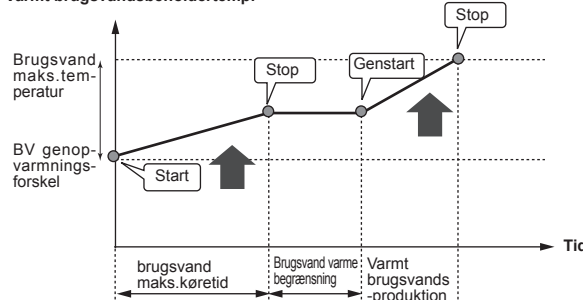 Varmt brugsvandsbeholdertemp.
Stop
Brugsvand
maks.tem-
peratur
Stop
Genstart
BV genop-
varmnings-
forskel
Start
Tid
brugsvand
maks.køretid
Brugsvand varme
begrænsning
Varmt
brugsvands
-produktion